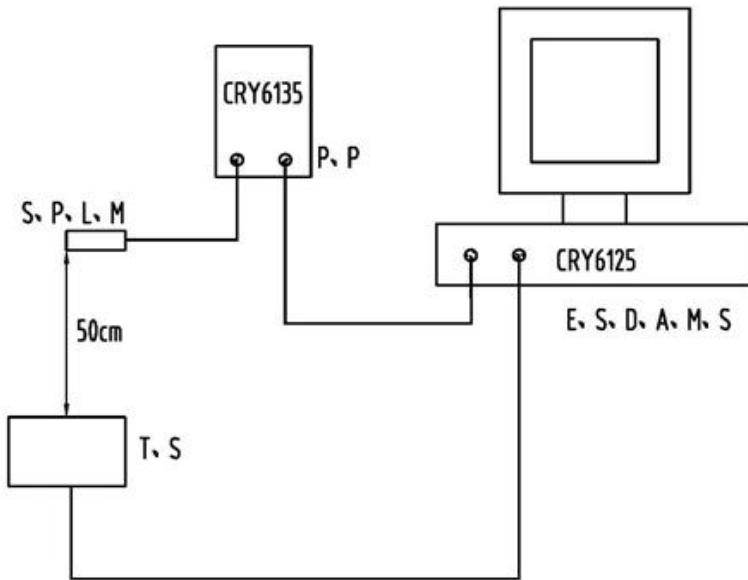 CRY6135
P、P
S、P、L、M
CRY6125
50cm
E、S、D、A、M、S
T、S